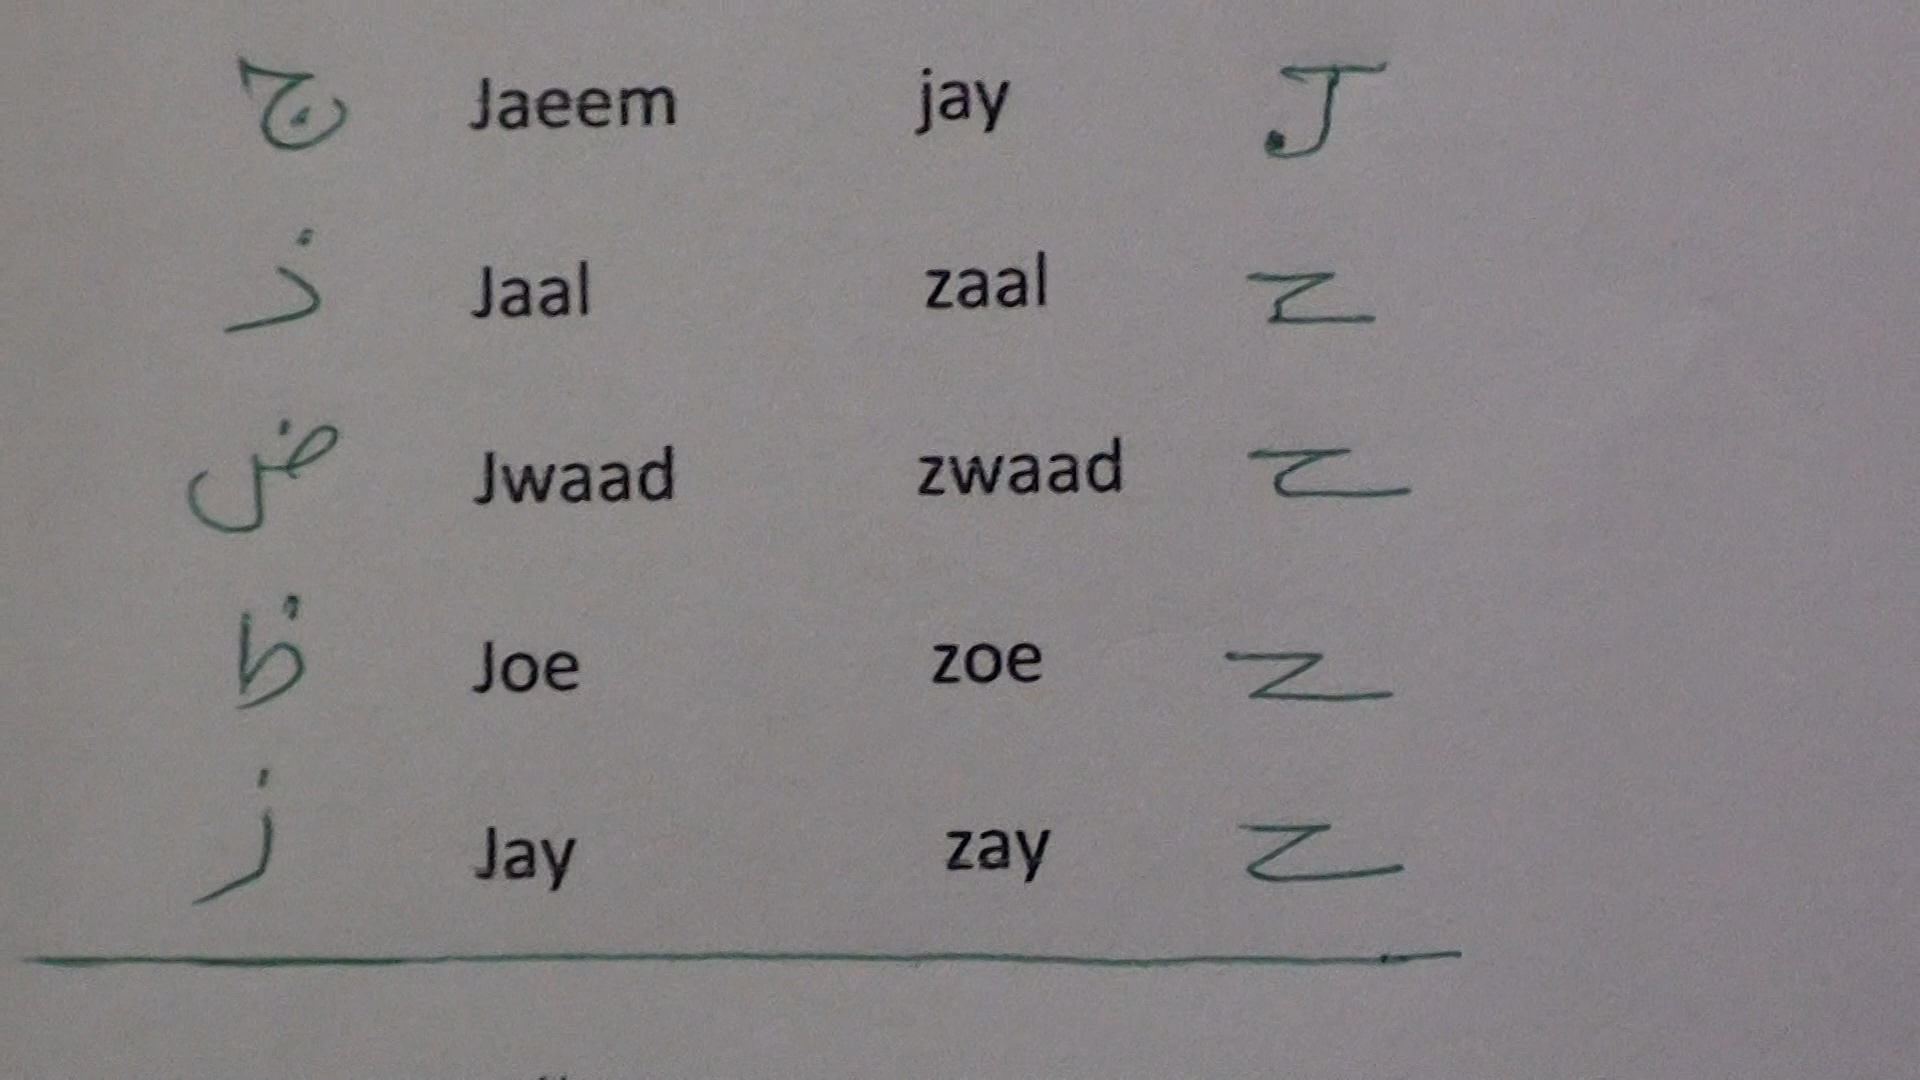 ج Jaeem jay J
ذ Jaal zaal Z
ض Jwaad zwaad Z
ظ Joe zoe Z
ز Jay zay Z